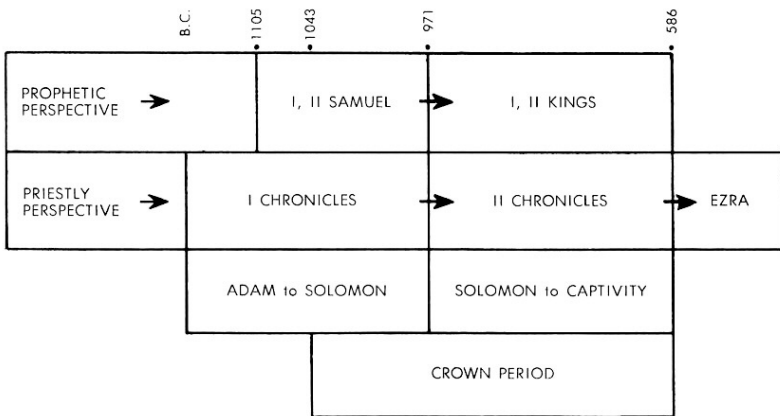 B.C.
1105
1043
971
586
PROPHETIC
PERSPECTIVE
I, II SAMUEL
I, II KINGS
PRIESTLY
PERSPECTIVE
I CHRONICLES
II CHRONICLES
EZRA
ADAM to SOLOMON
SOLOMON to CAPTIVITY
CROWN PERIOD